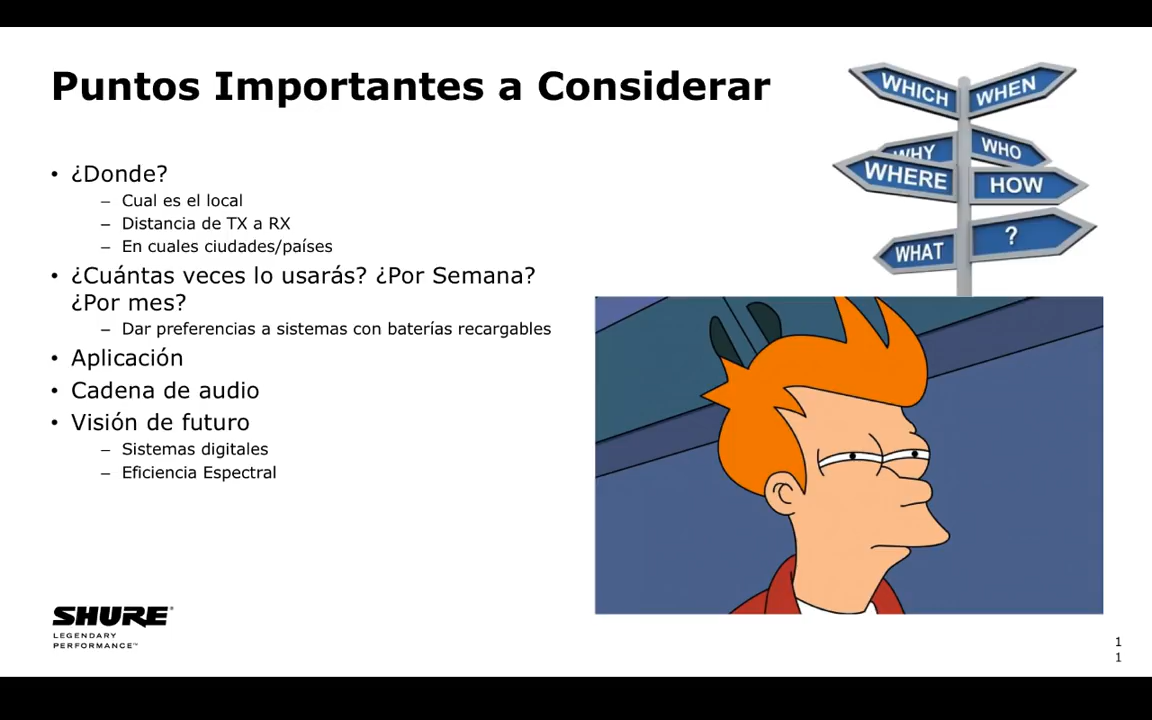 Puntos Importantes a Considerar
• ¿Donde?
– Cual es el local
– Distancia de TX a RX
– En cuales ciudades/países
• ¿Cuántas veces lo usarás? ¿Por Semana?
¿Por mes?
– Dar preferencias a sistemas con baterías recargables
• Aplicación
• Cadena de audio
• Visión de futuro
– Sistemas digitales
– Eficiencia Espectral
WHICH
WHEN
WHY
WHO
WHERE
HOW
WHAT
?
SHURE®
LEGENDARY
PERFORMANCE™
1
1